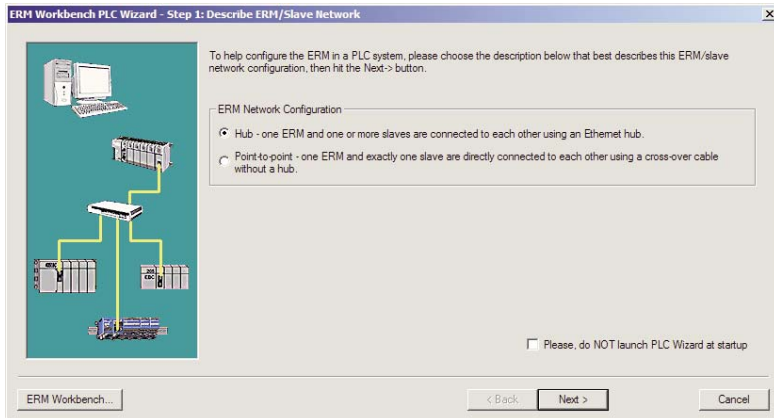 ERM Workbench PLC Wizard - Step 1: Describe ERM/Slave Network
To help configure the ERM in a PLC system, please choose the description below that best describes this ERM/slave
network configuration, then hit the Next-> button.
ERM Network Configuration
Hub - one ERM and one or more slaves are connected to each other using an Ethernet hub.
Point-to-point - one ERM and exactly one slave are directly connected to each other using a cross-over cable
without a hub.
Please, do NOT launch PLC Wizard at startup
ERM Workbench...
< Back
Next >
Cancel